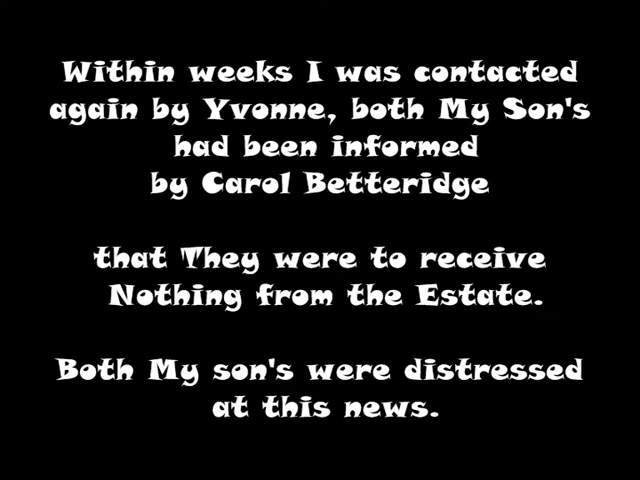 Within weeks I was contacted
again by Yvonne, both My Son's
had been informed
by Carol Betteridge
that They were to receive
Nothing from the Estate.
Both My son's were distressed
at this news.